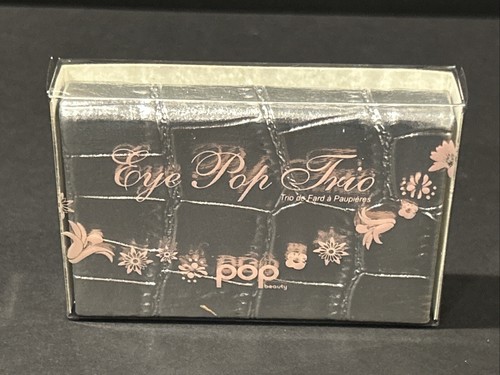 Eye Pop Trio
Trio de Fard à Paupières
pop
beauty